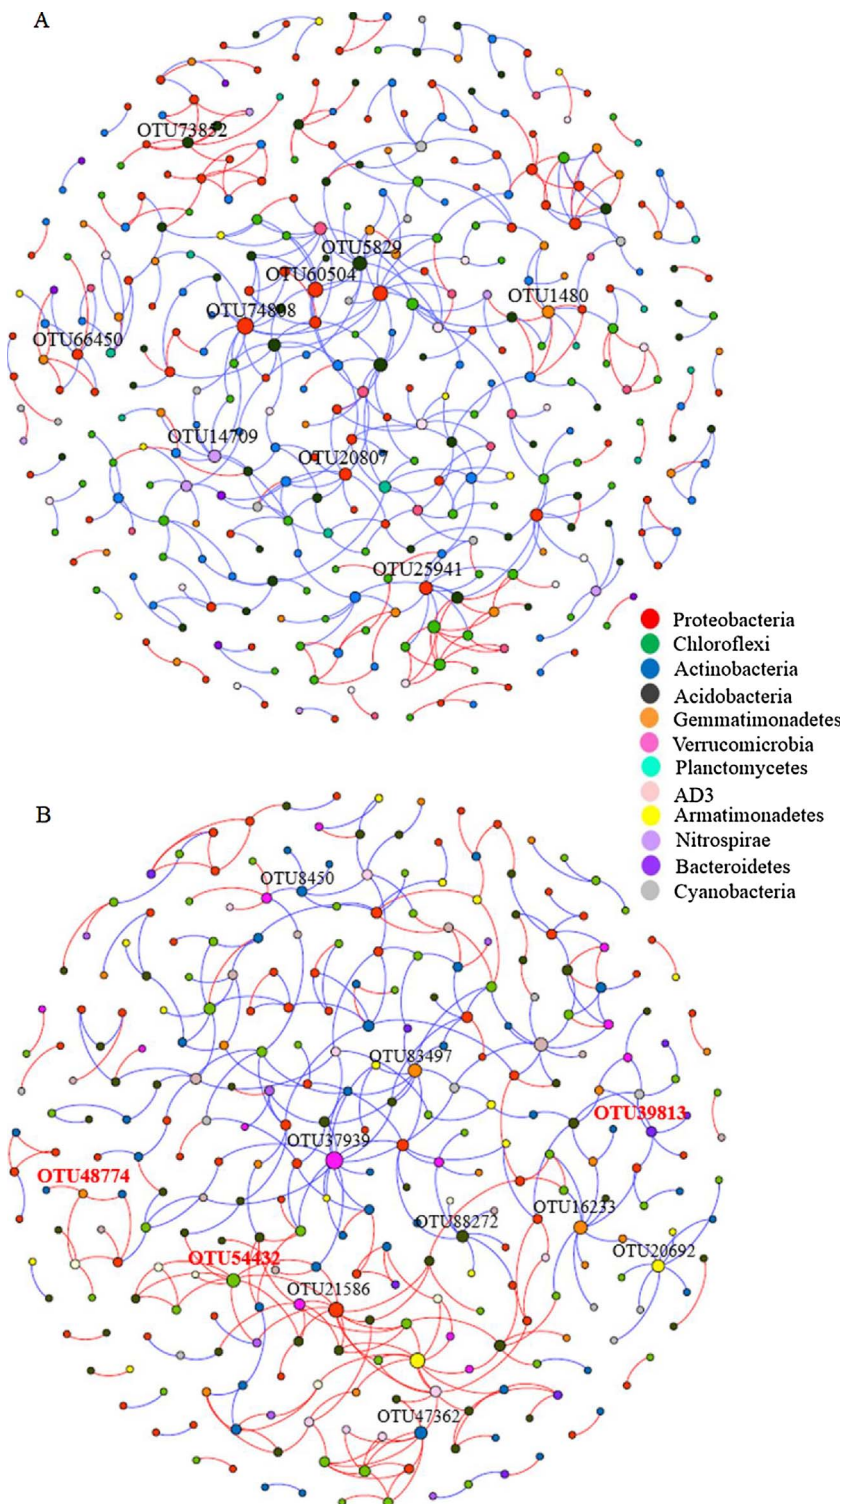 A
OTU73852
OTU5829
OTU60504
OTU74808
OTU1480
OTU66450
OTU14709
OTU20807
OTU25941
Proteobacteria
Chloroflexi
Actinobacteria
Acidobacteria
Gemmatimonadetes
Verrucomicrobia
Planctomycetes
AD3
Armatimonadetes
Nitrospirae
Bacteroidetes
Cyanobacteria
B
OTU8450
OTU83497
OTU39813
OTU37939
OTU48774
OTU88272
OTU16233
OTU20692
OTU54432
OTU21586
OTU47362